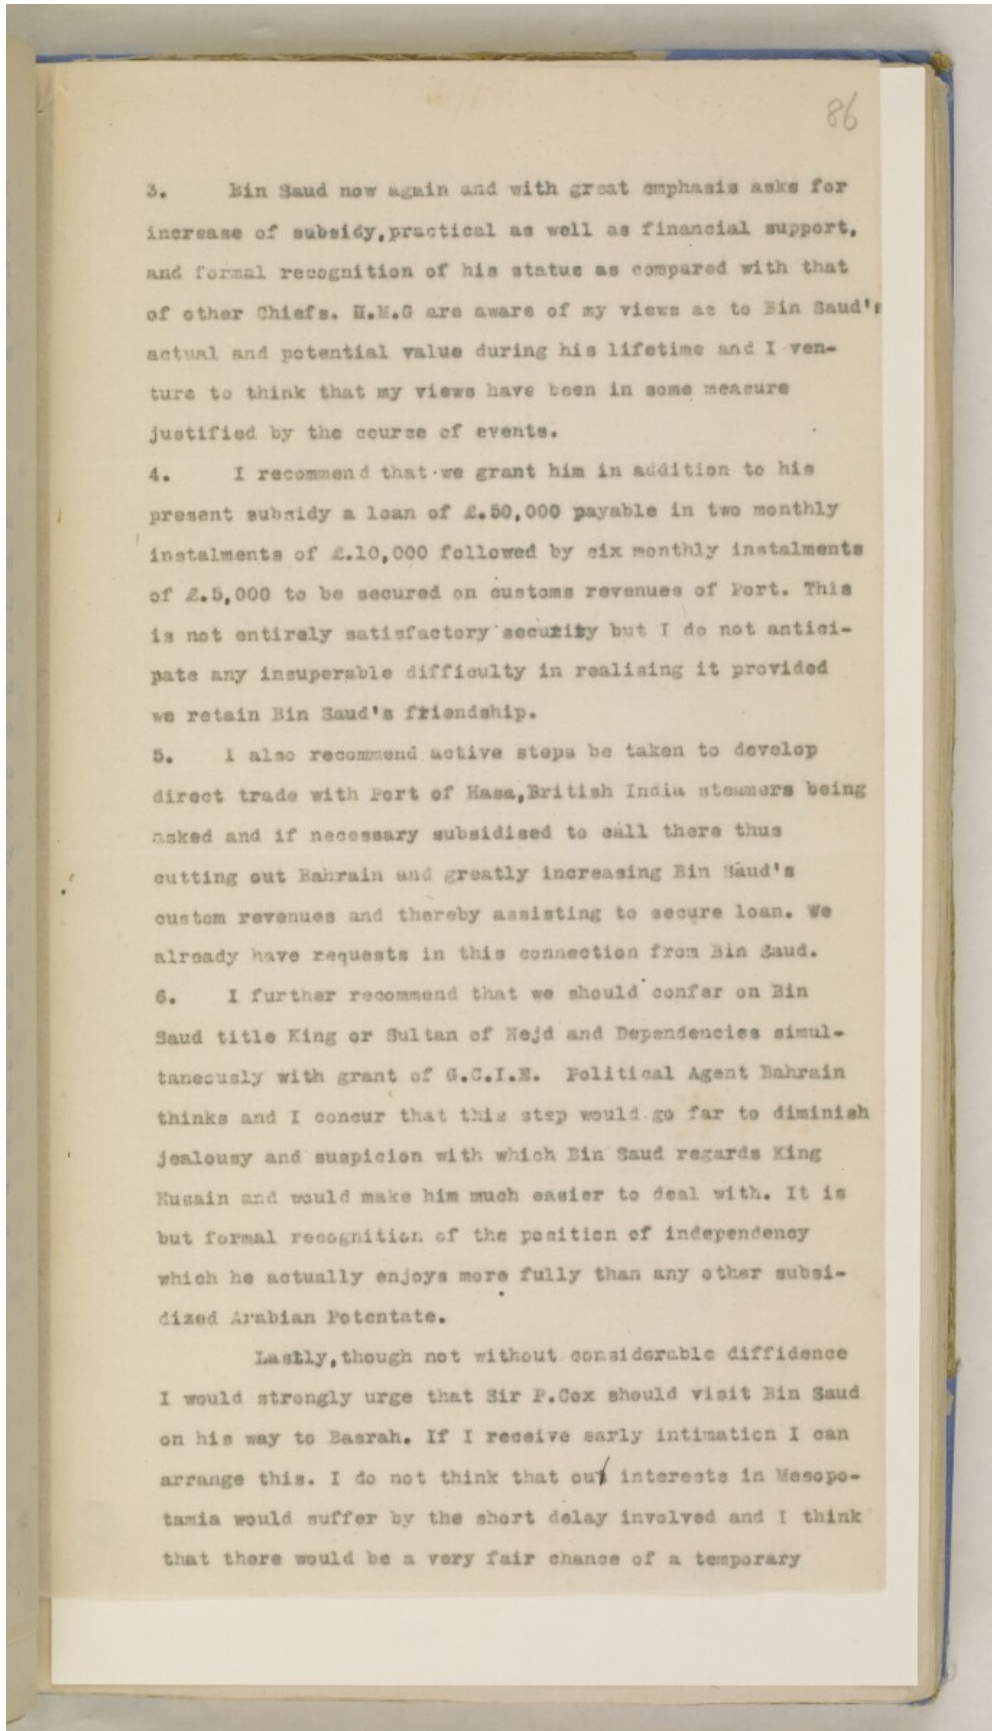 86
3. Bin Saud now again and with great emphasis asks for
increase of subsidy,practical as well as financial support,
and formal recognition of his status as compared with that
of other Chiefs. H.M.G are aware of my views as to Bin Saud's
actual and potential value during his lifetime and I ven-
ture to think that my views have been in some measure
justified by the course of events.
4. I recommend that we grant him in addition to his
present subsidy a loan of £.50,000 payable in two monthly
instalments of £.10,000 followed by six monthly instalments
of £.5,000 to be secured on customs revenues of Port. This
is not entirely satisfactory security but I do not antici-
pate any insuperable difficulty in realising it provided
we retain Bin Saud's friendship.
5. I also recommend active steps be taken to develop
direct trade with Port of Hasa,British India steamers being
asked and if necessary subsidised to call there thus
cutting out Bahrain and greatly increasing Bin Saud's
custom revenues and thereby assisting to secure loan. We
already have requests in this connection from Bin Saud.
6. I further recommend that we should confer on Bin
Saud title King or Sultan of Nejd and Dependencies simul-
taneously with grant of G.C.I.E. Political Agent Bahrain
thinks and I concur that this step would go far to diminish
jealousy and suspicion with which Bin Saud regards King
Husain and would make him much easier to deal with. It is
but formal recognition of the position of independency
which he actually enjoys more fully than any other subsi-
dized Arabian Potentate.
Lastly,though not without considerable diffidence
I would strongly urge that Sir P.Cox should visit Bin Saud
on his way to Basrah. If I receive early intimation I can
arrange this. I do not think that our interests in Mesopo-
tamia would suffer by the short delay involved and I think
that there would be a very fair chance of a temporary